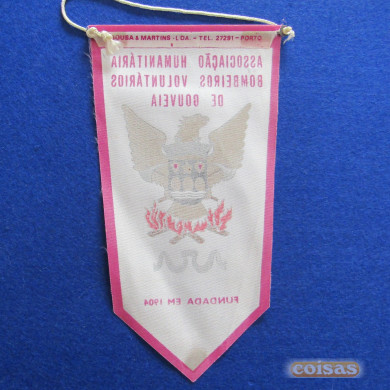 SOUSA & MARTINS - LDA. - TEL. 27291 - PORTO
ASSOCIAÇÃO HUMANITÁRIA
BOMBEIROS VOLUNTÁRIOS
DE GOUVEIA
FUNDADA EM 1904
coisas